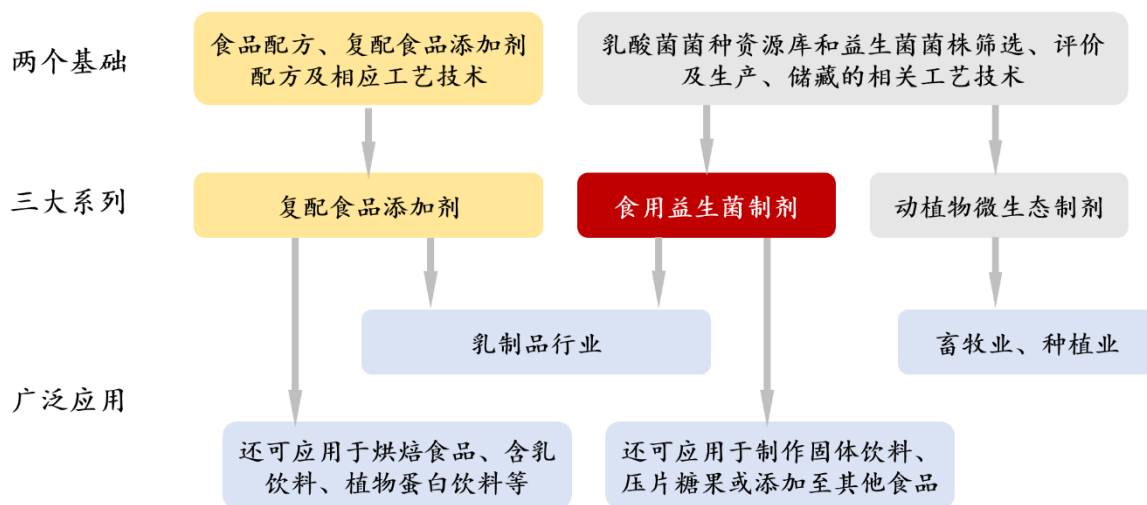 两个基础
食品配方、复配食品添加剂
配方及相应工艺技术
乳酸菌菌种资源库和益生菌菌株筛选、评价
及生产、储藏的相关工艺技术
三大系列
复配食品添加剂
食用益生菌制剂
动植物微生态制剂
乳制品行业
畜牧业、种植业
广泛应用
还可应用于烘焙食品、含乳
饮料、植物蛋白饮料等
还可应用于制作固体饮料、
压片糖果或添加至其他食品